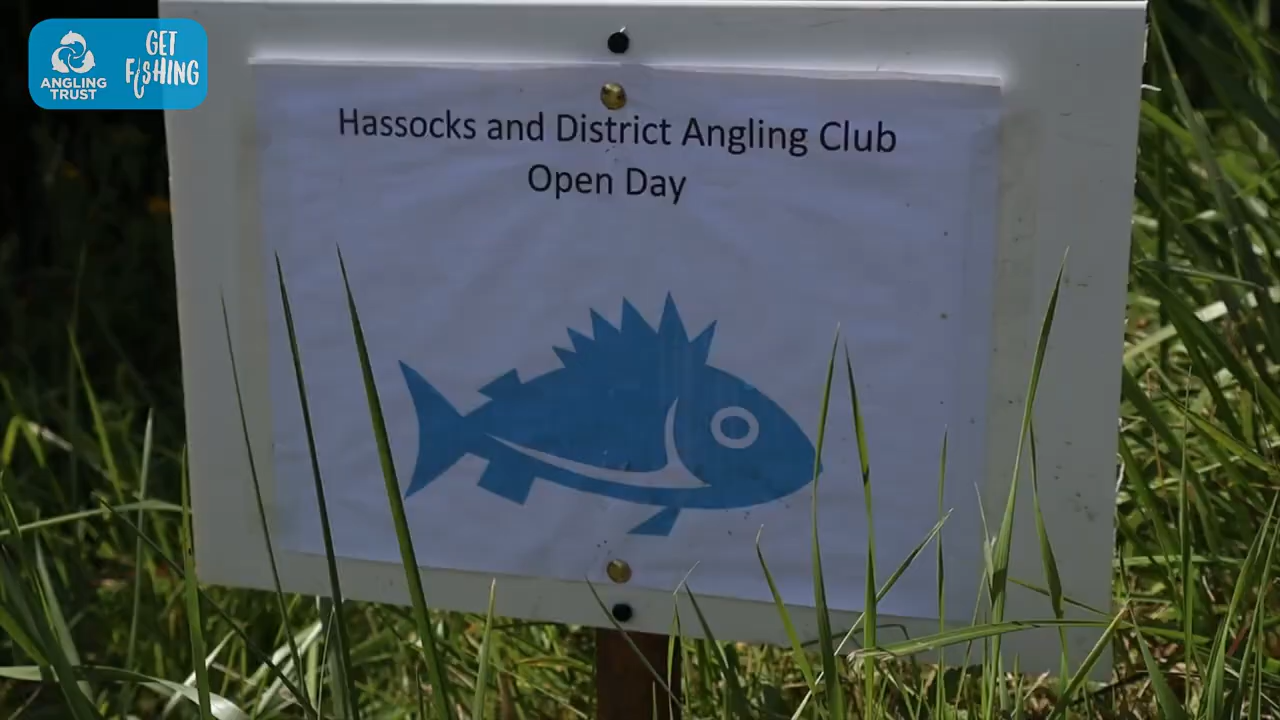 ANGLING
TRUST
GET
FISHING
Hassocks and District Angling Club
Open Day